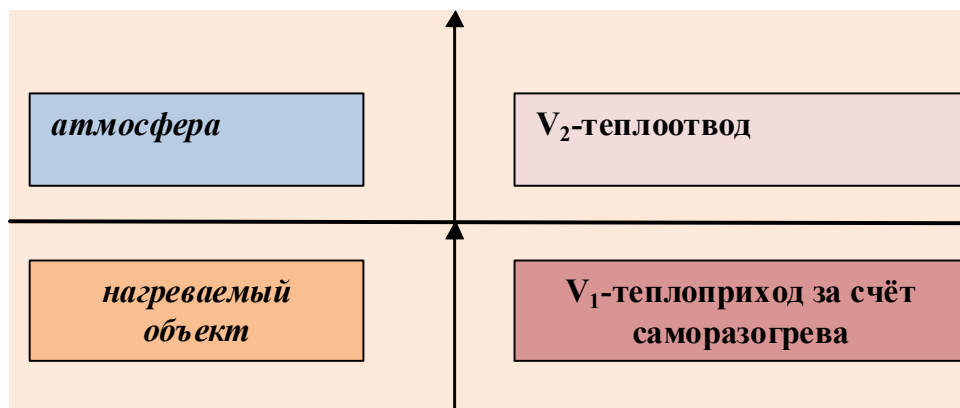 атмосфера
V₂-теплоотвод
нагреваемый
объект
V₁-теплоприход за счёт
саморазогрева